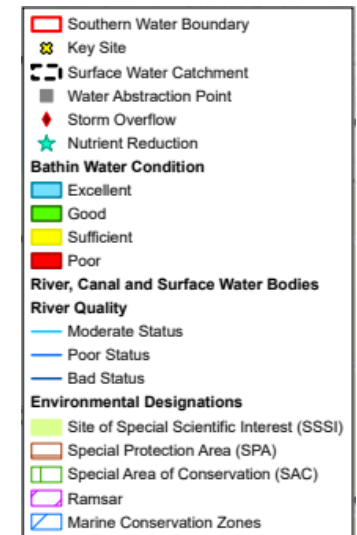 Southern Water Boundary
Key Site
Surface Water Catchment
Water Abstraction Point
Storm Overflow
Nutrient Reduction
Bathin Water Condition
Excellent
Good
Sufficient
Poor
River, Canal and Surface Water Bodies
River Quality
Moderate Status
Poor Status
Bad Status
Environmental Designations
Site of Special Scientific Interest (SSSI)
Special Protection Area (SPA)
Special Area of Conservation (SAC)
Ramsar
Marine Conservation Zones